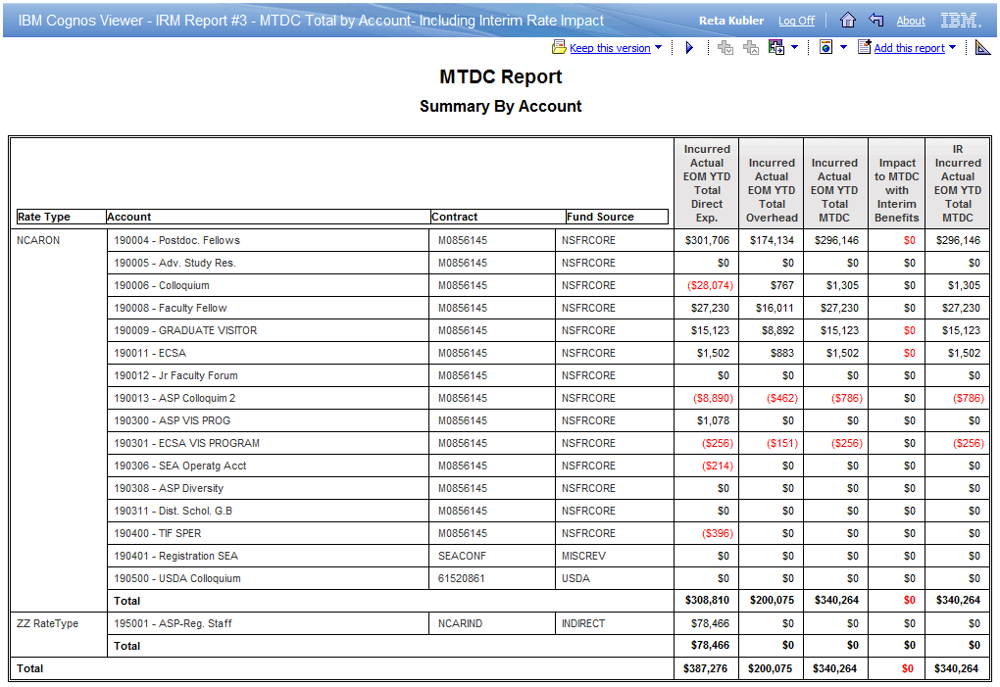 IBM Cognos Viewer - IRM Report #3 - MTDC Total by Account- Including Interim Rate Impact Reta Kubler Log Off About IBM.
Keep this version Add this report
MTDC Report
Summary By Account
Rate Type Account Contract Fund Source Incurred Actual EOM YTD Total Direct Exp. Incurred Actual EOM YTD Total Overhead Incurred Actual EOM YTD Total MTDC Impact to MTDC with Interim Benefits IR Incurred Actual EOM YTD Total MTDC
NCARON 190004 - Postdoc. Fellows M0856145 NSFRCORE $301,706 $174,134 $296,146 $0 $296,146
190005 - Adv. Study Res. M0856145 NSFRCORE $0 $0 $0 $0 $0
190006 - Colloquium M0856145 NSFRCORE ($28,074) $767 $1,305 $0 $1,305
190008 - Faculty Fellow M0856145 NSFRCORE $27,230 $16,011 $27,230 $0 $27,230
190009 - GRADUATE VISITOR M0856145 NSFRCORE $15,123 $8,892 $15,123 $0 $15,123
190011 - ECSA M0856145 NSFRCORE $1,502 $883 $1,502 $0 $1,502
190012 - Jr Faculty Forum M0856145 NSFRCORE $0 $0 $0 $0 $0
190013 - ASP Colloquim 2 M0856145 NSFRCORE ($8,890) ($462) ($786) $0 ($786)
190300 - ASP VIS PROG M0856145 NSFRCORE $1,078 $0 $0 $0 $0
190301 - ECSA VIS PROGRAM M0856145 NSFRCORE ($256) ($151) ($256) $0 ($256)
190306 - SEA Operatg Acct M0856145 NSFRCORE ($214) $0 $0 $0 $0
190308 - ASP Diversity M0856145 NSFRCORE $0 $0 $0 $0 $0
190311 - Dist. Schol. G.B M0856145 NSFRCORE $0 $0 $0 $0 $0
190400 - TIF SPER M0856145 NSFRCORE ($396) $0 $0 $0 $0
190401 - Registration SEA SEACONF MISCREV $0 $0 $0 $0 $0
190500 - USDA Colloquium 61520861 USDA $0 $0 $0 $0 $0
Total $308,810 $200,075 $340,264 $0 $340,264
ZZ RateType 195001 - ASP-Reg. Staff NCARIND INDIRECT $78,466 $0 $0 $0 $0
Total $78,466 $0 $0 $0 $0
Total $387,276 $200,075 $340,264 $0 $340,264